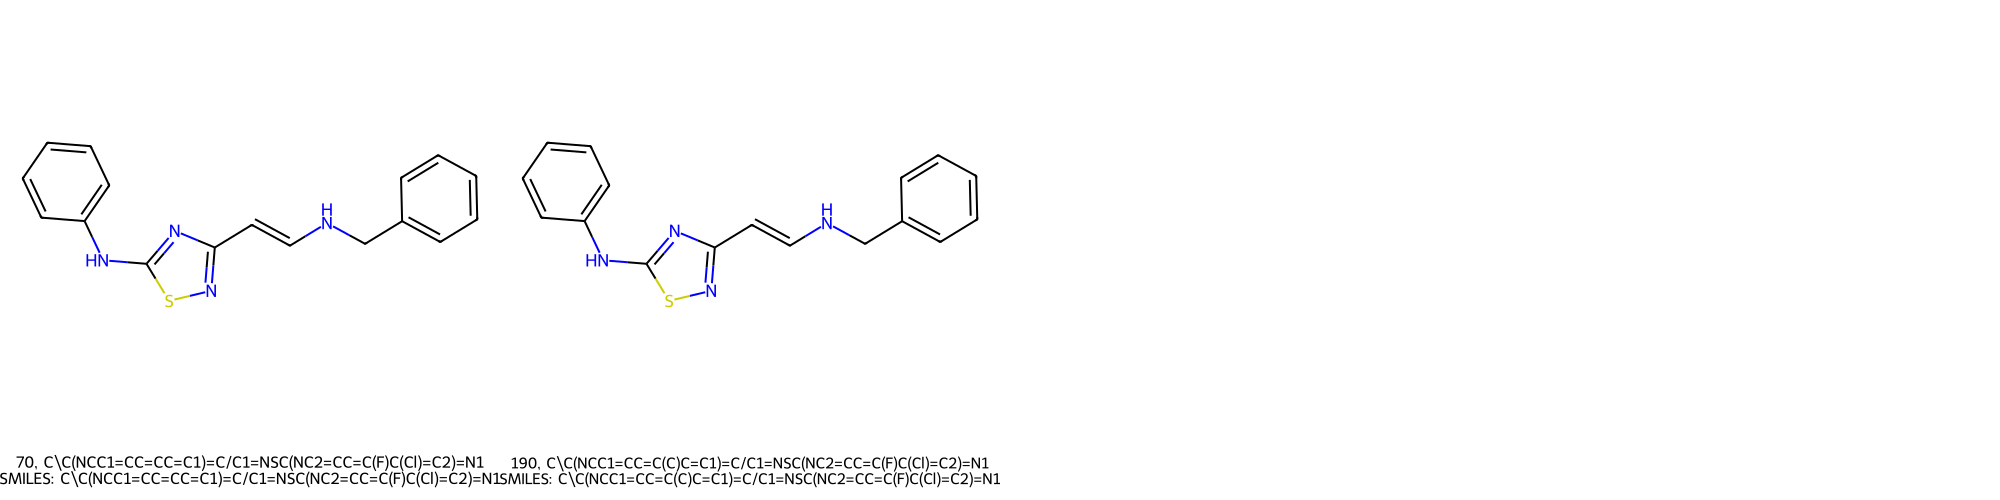 N
H
N
HN
N
S
N
H
N
HN
N
S
70, C\C(NCC1=CC=CC=C1)=C/C1=NSC(NC2=CC=C(F)C(Cl)=C2)=N1
SMILES: C\C(NCC1=CC=CC=C1)=C/C1=NSC(NC2=CC=C(F)C(Cl)=C2)=N1
190, C\C(NCC1=CC=C(C)C=C1)=C/C1=NSC(NC2=CC=C(F)C(Cl)=C2)=N1
SMILES: C\C(NCC1=CC=C(C)C=C1)=C/C1=NSC(NC2=CC=C(F)C(Cl)=C2)=N1